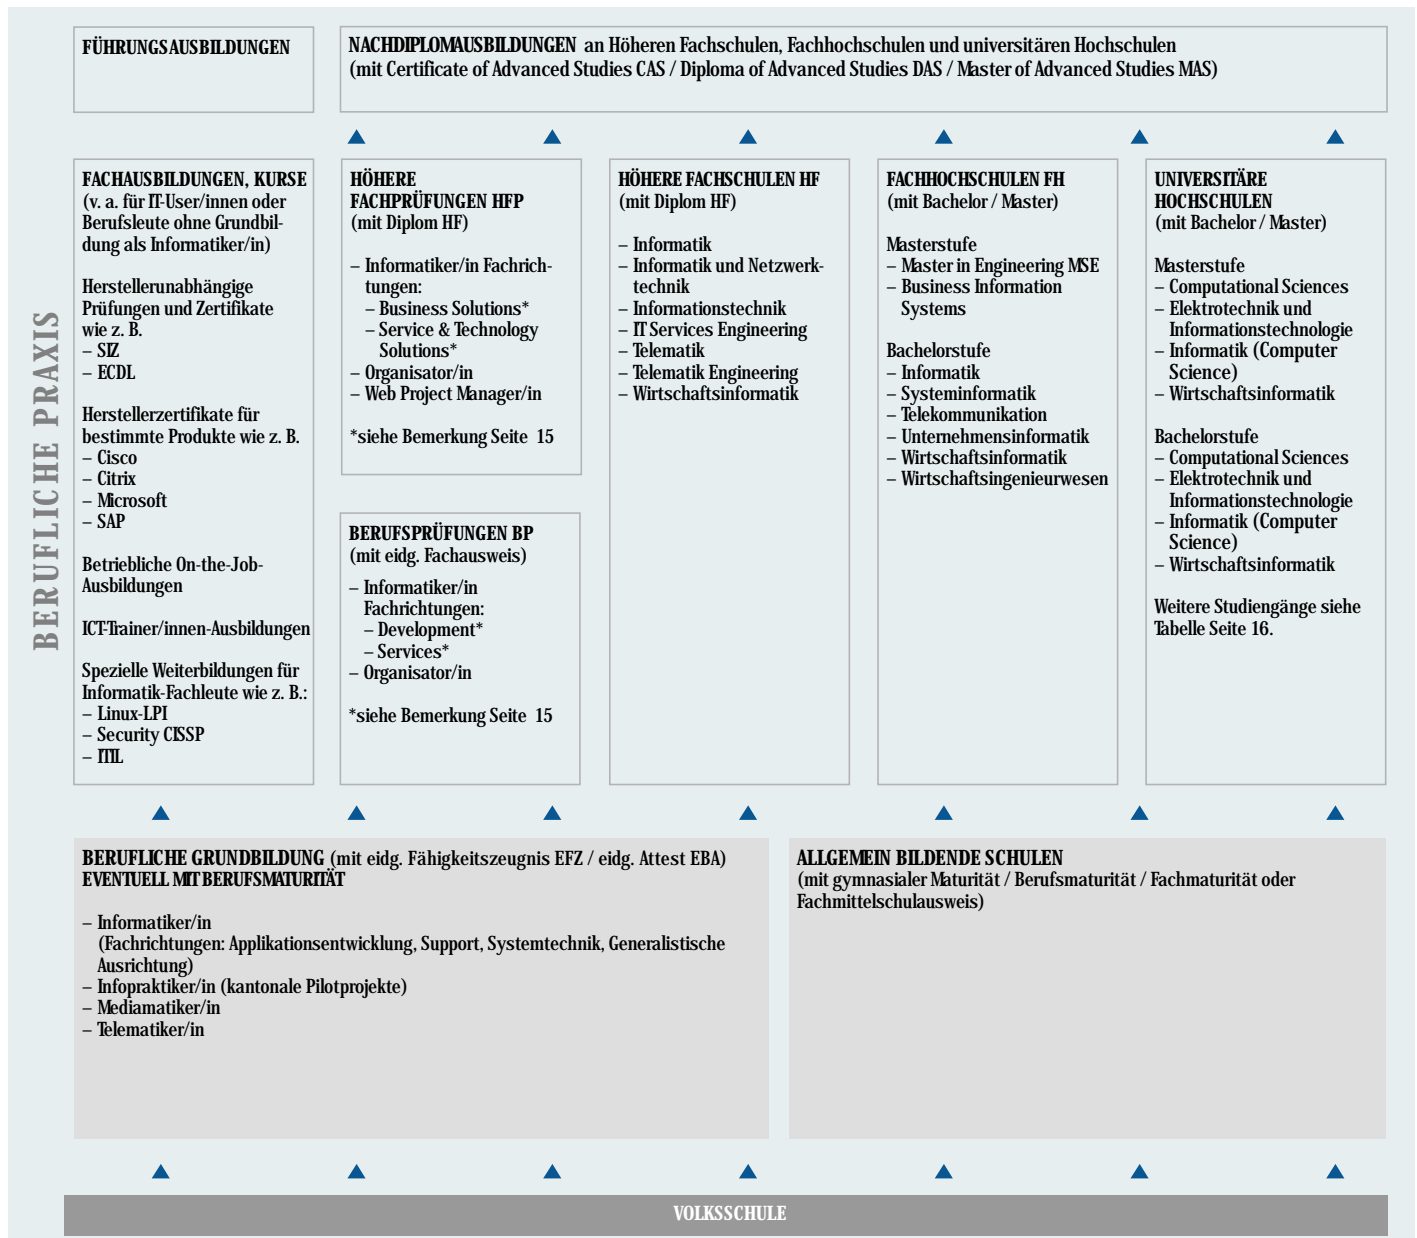 BERUFLICHE PRAXIS
FÜHRUNGSAUSBILDUNGEN
NACHDIPLOMAUSBILDUNGEN an Höheren Fachschulen, Fachhochschulen und universitären Hochschulen
(mit Certificate of Advanced Studies CAS / Diploma of Advanced Studies DAS / Master of Advanced Studies MAS)
FACHAUSBILDUNGEN, KURSE
(v. a. für IT-User/innen oder
Berufsleute ohne Grundbil-
dung als Informatiker/in)
Herstellerunabhängige
Prüfungen und Zertifikate
wie z. B.
– SIZ
– ECDL
Herstellerzertifikate für
bestimmte Produkte wie z. B.
– Cisco
– Citrix
– Microsoft
– SAP
Betriebliche On-the-Job-
Ausbildungen
ICT-Trainer/innen-Ausbildungen
Spezielle Weiterbildungen für
Informatik-Fachleute wie z. B.:
– Linux-LPI
– Security CISSP
– ITIL
HÖHERE
FACHPRÜFUNGEN HFP
(mit Diplom HF)
– Informatiker/in Fachrich-
tungen:
– Business Solutions*
– Service & Technology
Solutions*
– Organisator/in
– Web Project Manager/in
*siehe Bemerkung Seite 15
BERUFSPRÜFUNGEN BP
(mit eidg. Fachausweis)
– Informatiker/in
Fachrichtungen:
– Development*
– Services*
– Organisator/in
*siehe Bemerkung Seite 15
HÖHERE FACHSCHULEN HF
(mit Diplom HF)
– Informatik
– Informatik und Netzwerk-
technik
– Informationstechnik
– IT Services Engineering
– Telematik
– Telematik Engineering
– Wirtschaftsinformatik
FACHHOCHSCHULEN FH
(mit Bachelor / Master)
Masterstufe
– Master in Engineering MSE
– Business Information
Systems
Bachelorstufe
– Informatik
– Systeminformatik
– Telekommunikation
– Unternehmensinformatik
– Wirtschaftsinformatik
– Wirtschaftsingenieurwesen
UNIVERSITÄRE
HOCHSCHULEN
(mit Bachelor / Master)
Masterstufe
– Computational Sciences
– Elektrotechnik und
Informationstechnologie
– Informatik (Computer
Science)
– Wirtschaftsinformatik
Bachelorstufe
– Computational Sciences
– Elektrotechnik und
Informationstechnologie
– Informatik (Computer
Science)
– Wirtschaftsinformatik
Weitere Studiengänge siehe
Tabelle Seite 16.
BERUFLICHE GRUNDBILDUNG (mit eidg. Fähigkeitszeugnis EFZ / eidg. Attest EBA)
EVENTUELL MIT BERUFSMATURITÄT
– Informatiker/in
(Fachrichtungen: Applikationsentwicklung, Support, Systemtechnik, Generalistische
Ausrichtung)
– Infopraktiker/in (kantonale Pilotprojekte)
– Mediamatiker/in
– Telematiker/in
ALLGEMEIN BILDENDE SCHULEN
(mit gymnasialer Maturität / Berufsmaturität / Fachmaturität oder
Fachmittelschulausweis)
VOLKSSCHULE